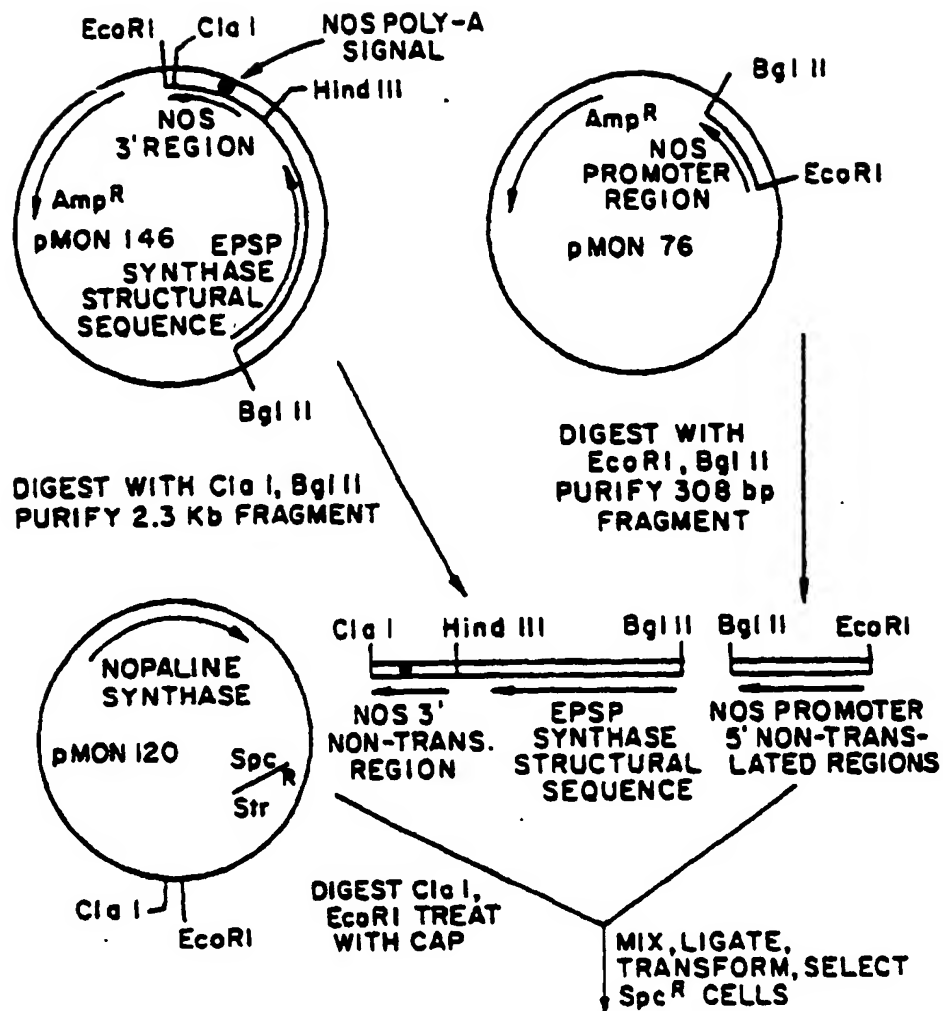 EcoRI
Cla I
NOS POLY-A
SIGNAL
Hind III
NOS
3' REGION
Amp R
pMON 146
EPSP
SYNTHASE
STRUCTURAL
SEQUENCE
Bgl II
Bgl II
Amp R
NOS
PROMOTER
REGION
EcoRI
pMON 76
DIGEST WITH Cla I, Bgl II
PURIFY 2.3 Kb FRAGMENT
DIGEST WITH
EcoRI, Bgl II
PURIFY 308 bp
FRAGMENT
NOPALINE
SYNTHASE
pMON 120
Spc R
Str
Cla I
EcoRI
Cla I
Hind III
Bgl II
Bgl II
EcoRI
NOS 3'
NON-TRANS.
REGION
EPSP
SYNTHASE
STRUCTURAL
SEQUENCE
NOS PROMOTER
5' NON-TRANS-
LATED REGIONS
DIGEST Cla I,
EcoRI TREAT
WITH CAP
MIX, LIGATE,
TRANSFORM, SELECT
Spc R CELLS